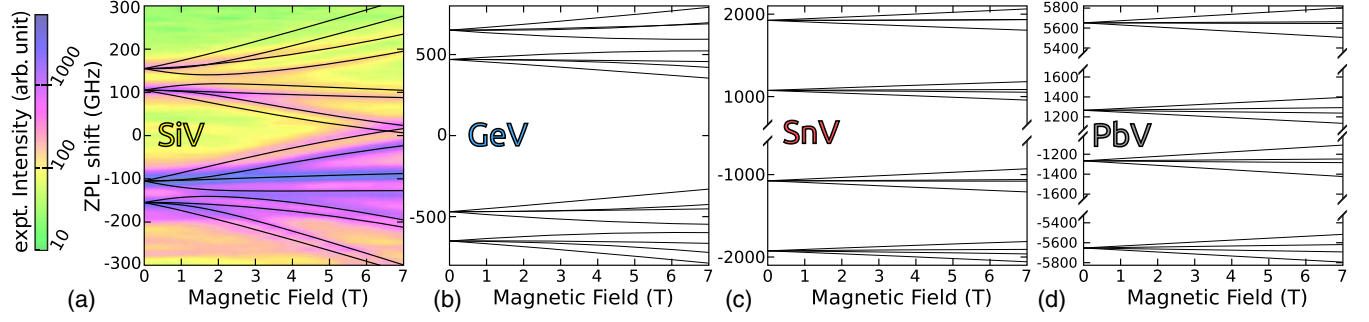 expt. Intensity (arb. unit)
10
100
1000
ZPL shift (GHz)
300
200
100
0
-100
-200
-300
SiV
0 1 2 3 4 5 6 7
(a) Magnetic Field (T)
500
0
-500
GeV
0 1 2 3 4 5 6 7
(b) Magnetic Field (T)
2000
1000
-1000
-2000
SnV
0 1 2 3 4 5 6 7
(c) Magnetic Field (T)
5800
5600
5400
1600
1400
1200
-1200
-1400
-1600
-5400
-5600
-5800
PbV
0 1 2 3 4 5 6 7
(d) Magnetic Field (T)